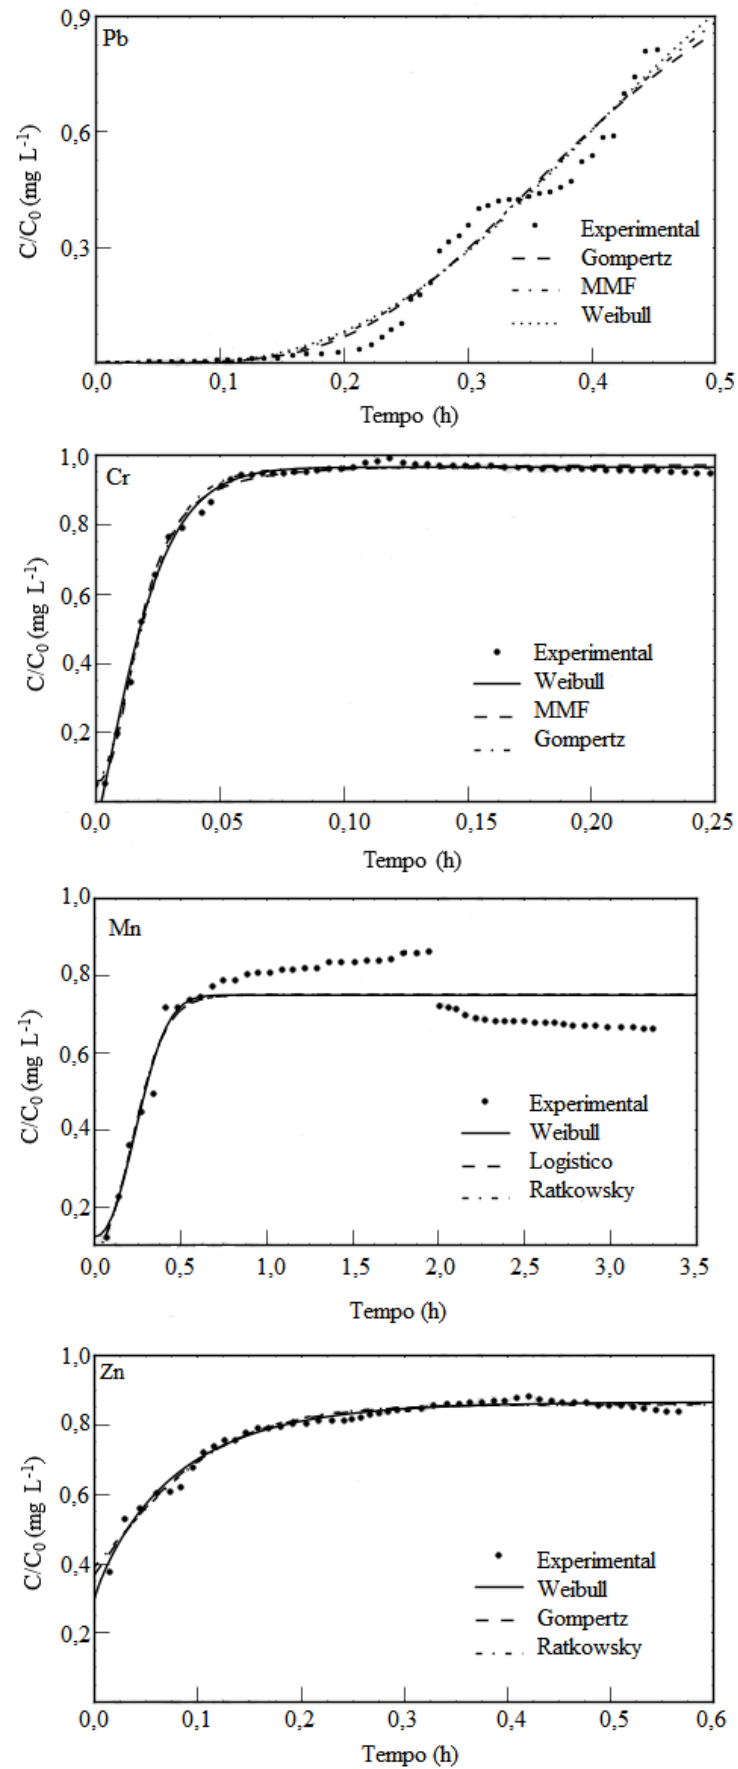 0,9
Pb
0,6
0,3
C/C0 (mg L-1)
Experimental
Gompertz
MMF
Weibull
0,0 0,1 0,2 0,3 0,4 0,5
Tempo (h)
1,0
Cr
0,8
0,6
0,4
0,2
C/C0 (mg L-1)
Experimental
Weibull
MMF
Gompertz
0,0 0,05 0,10 0,15 0,20 0,25
Tempo (h)
1,0
Mn
0,8
0,6
0,4
0,2
C/C0 (mg L-1)
Experimental
Weibull
Logistico
Ratkowsky
0,0 0,5 1,0 1,5 2,0 2,5 3,0 3,5
Tempo (h)
1,0
Zn
0,8
0,6
0,4
0,2
C/C0 (mg L-1)
Experimental
Weibull
Gompertz
Ratkowsky
0,0 0,1 0,2 0,3 0,4 0,5 0,6
Tempo (h)